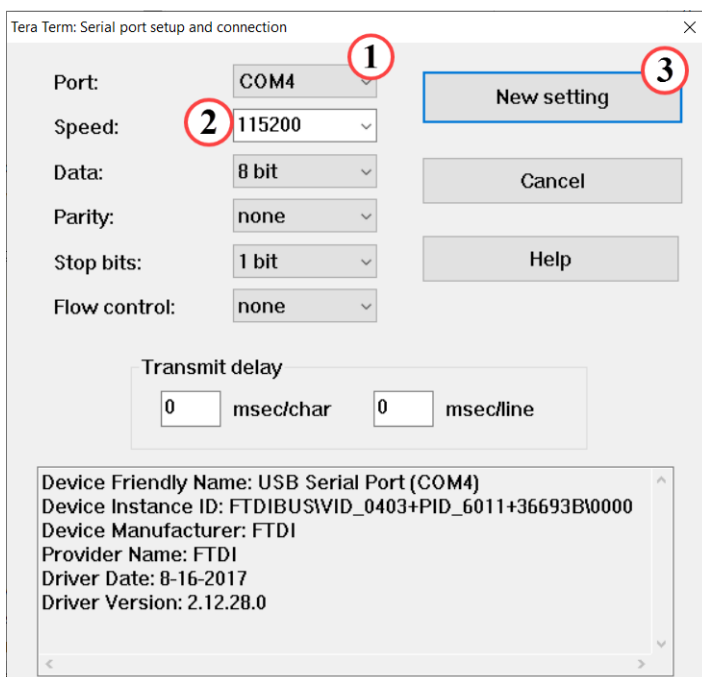 Tera Term: Serial port setup and connection
1
Port: COM4
3
New setting
Speed: 2 115200
Data: 8 bit
Cancel
Parity: none
Stop bits: 1 bit
Help
Flow control: none
Transmit delay
0 msec/char 0 msec/line
Device Friendly Name: USB Serial Port (COM4)
Device Instance ID: FTDIBUS\VID_0403+PID_6011+36693B\0000
Device Manufacturer: FTDI
Provider Name: FTDI
Driver Date: 8-16-2017
Driver Version: 2.12.28.0